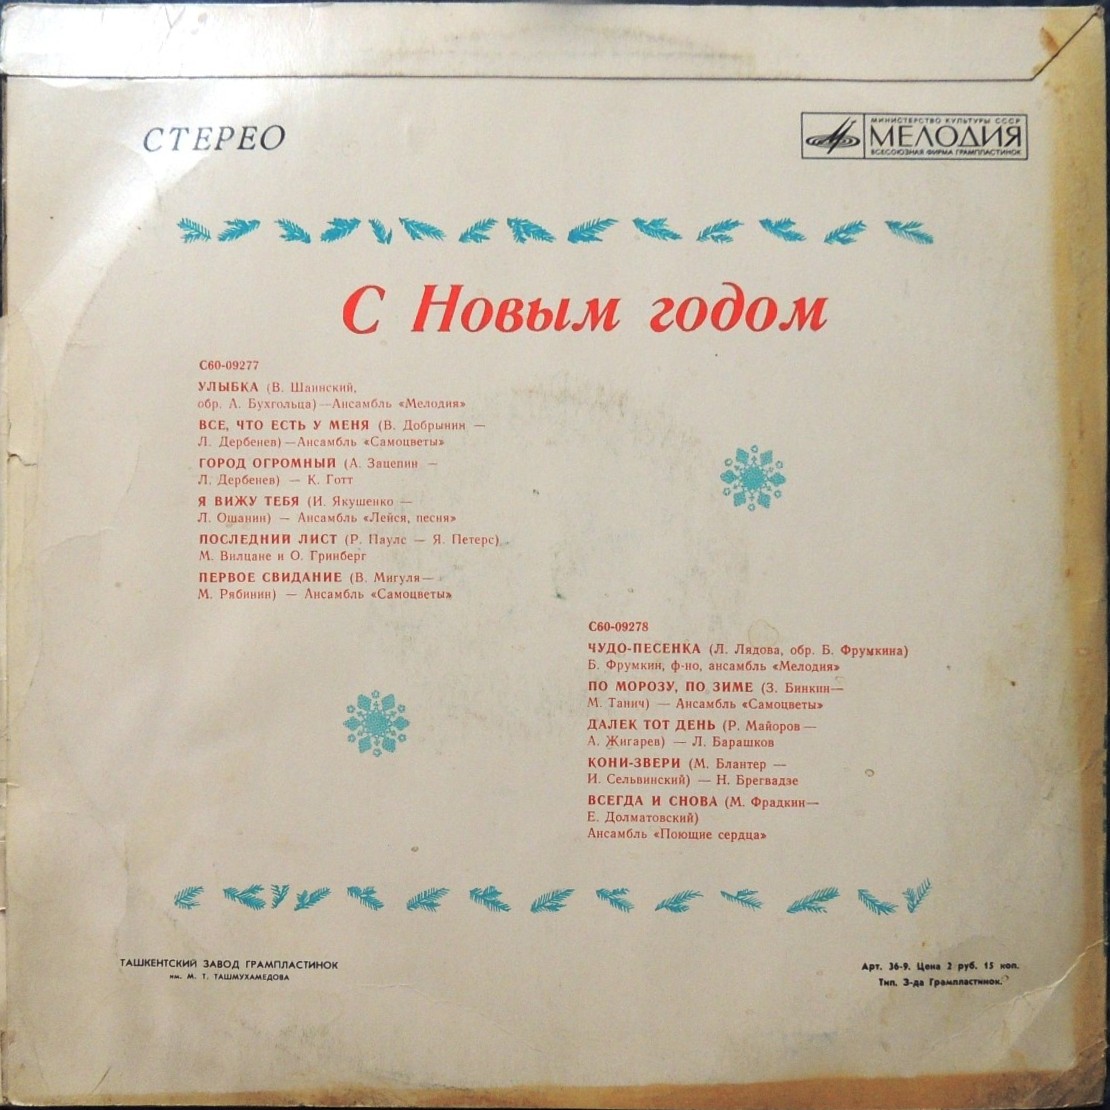 СТЕРЕО
МИНИСТЕРСТВО КУЛЬТУРЫ СССР
МЕЛОДИЯ
ВСЕСОЮЗНАЯ ФИРМА ГРАМПЛАСТИНОК
С Новым годом
С60-09277
УЛЫБКА (В. Шаинский,
обр. А. Бухгольца) — Ансамбль «Мелодия»
ВСЕ, ЧТО ЕСТЬ У МЕНЯ (В. Добрынин —
Л. Дербенев) — Ансамбль «Самоцветы»
ГОРОД ОГРОМНЫЙ (А. Зацепин —
Л. Дербенев) — К. Готт
Я ВИЖУ ТЕБЯ (И. Якушенко —
Л. Ошанин) — Ансамбль «Лейся, песня»
ПОСЛЕДНИЙ ЛИСТ (Р. Паулс — Я. Петерс)
М. Вилцане и О. Гринберг
ПЕРВОЕ СВИДАНИЕ (В. Мигуля —
М. Рябинин) — Ансамбль «Самоцветы»
С60-09278
ЧУДО-ПЕСЕНКА (Л. Лядова, обр. Б. Фрумкина)
Б. Фрумкин, ф-но, ансамбль «Мелодия»
ПО МОРОЗУ, ПО ЗИМЕ (З. Бинкин —
М. Танич) — Ансамбль «Самоцветы»
ДАЛЕК ТОТ ДЕНЬ (Р. Майоров —
А. Жигарев) — Л. Барашков
КОНИ-ЗВЕРИ (М. Блантер —
И. Сельвинский) — Н. Брегвадзе
ВСЕГДА И СНОВА (М. Фрадкин —
Е. Долматовский)
Ансамбль «Поющие сердца»
ТАШКЕНТСКИЙ ЗАВОД ГРАМПЛАСТИНОК
им. М. Т. ТАШМУХАМЕДОВА
Арт. 36-9. Цена 2 руб. 15 коп.
Тип. З-да Грампластинок.